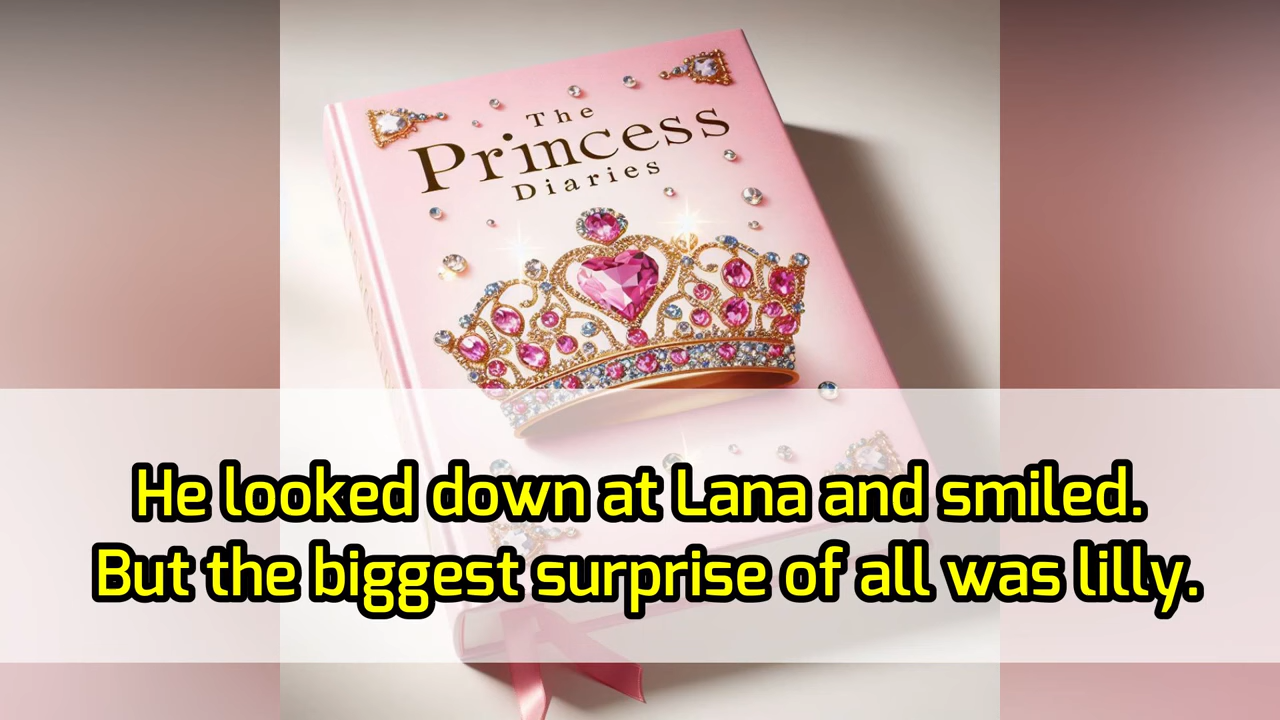 The
Princess
Diaries
He looked down at Lana and smiled.
But the biggest surprise of all was lilly.